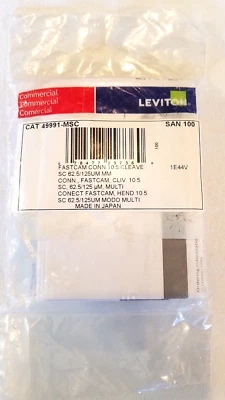 Commercial
Commercial
Comercial
LEVITON
CAT 49991-MSC SAN 100
FASTCAM CONN 10.5 CLEAVE 1E44V
SC 62.5/125UM MM
CONN., FASTCAM, CLIV. 10.5
SC, 62.5/125 µM, MULTI
CONECT FASTCAM, HEND 10.5
SC 62.5/125UM MODO MULTI
MADE IN JAPAN
100